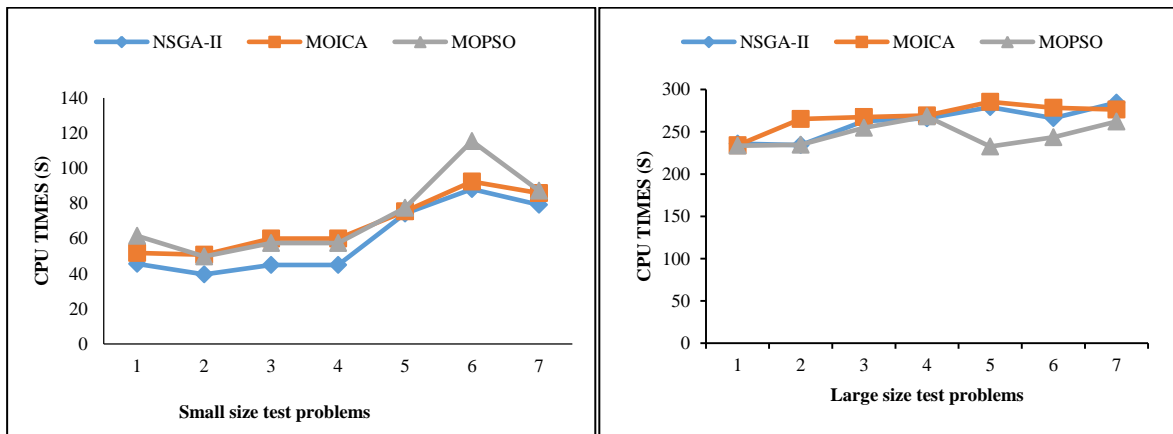 NSGA-II MOICA MOPSO
140
120
100
80
60
40
20
0
CPU TIMES (S)
1 2 3 4 5 6 7
Small size test problems
NSGA-II MOICA MOPSO
300
250
200
150
100
50
0
CPU TIMES (S)
1 2 3 4 5 6 7
Large size test problems